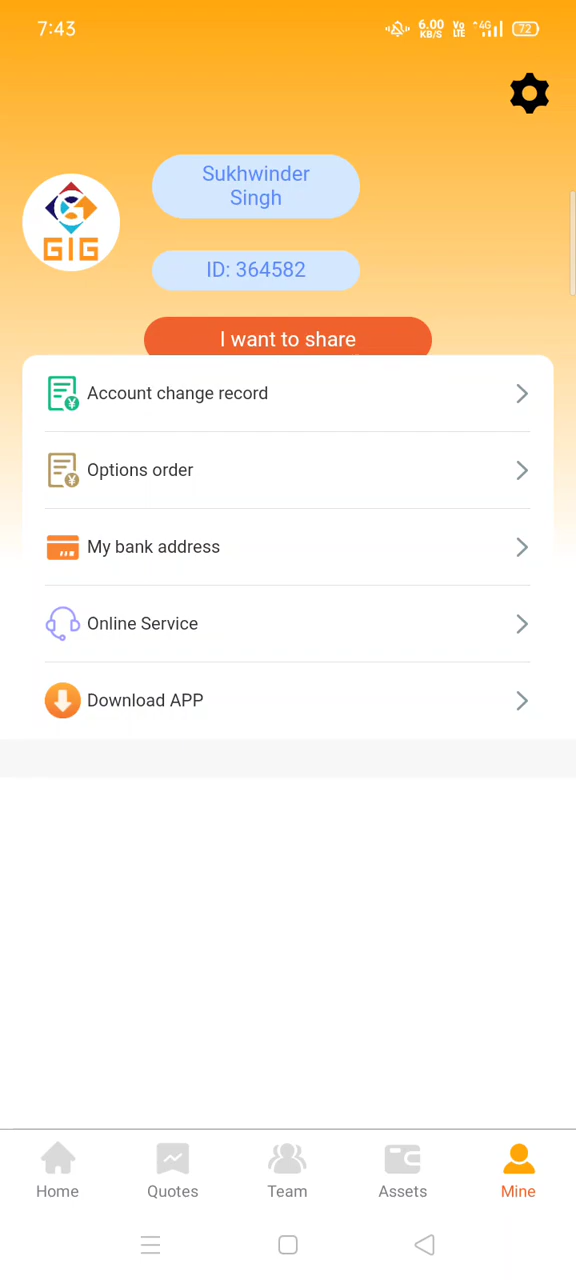 7:43
6.00
KB/S
Vo
LTE
4G
72
GIG
Sukhwinder
Singh
ID: 364582
I want to share
¥
Account change record
¥
Options order
My bank address
Online Service
Download APP
Home
Quotes
Team
Assets
Mine